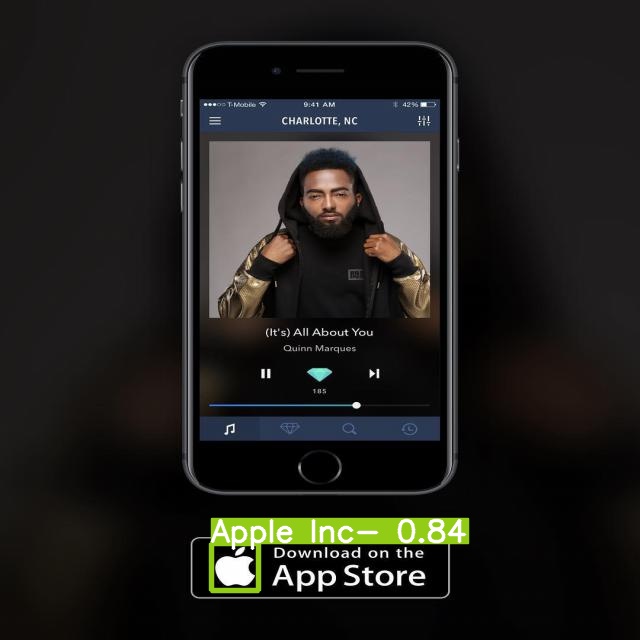 T-Mobile 9:41 AM 42%
CHARLOTTE, NC
(It's) All About You
Quinn Marques
185
Apple Inc- 0.84
Download on the
App Store